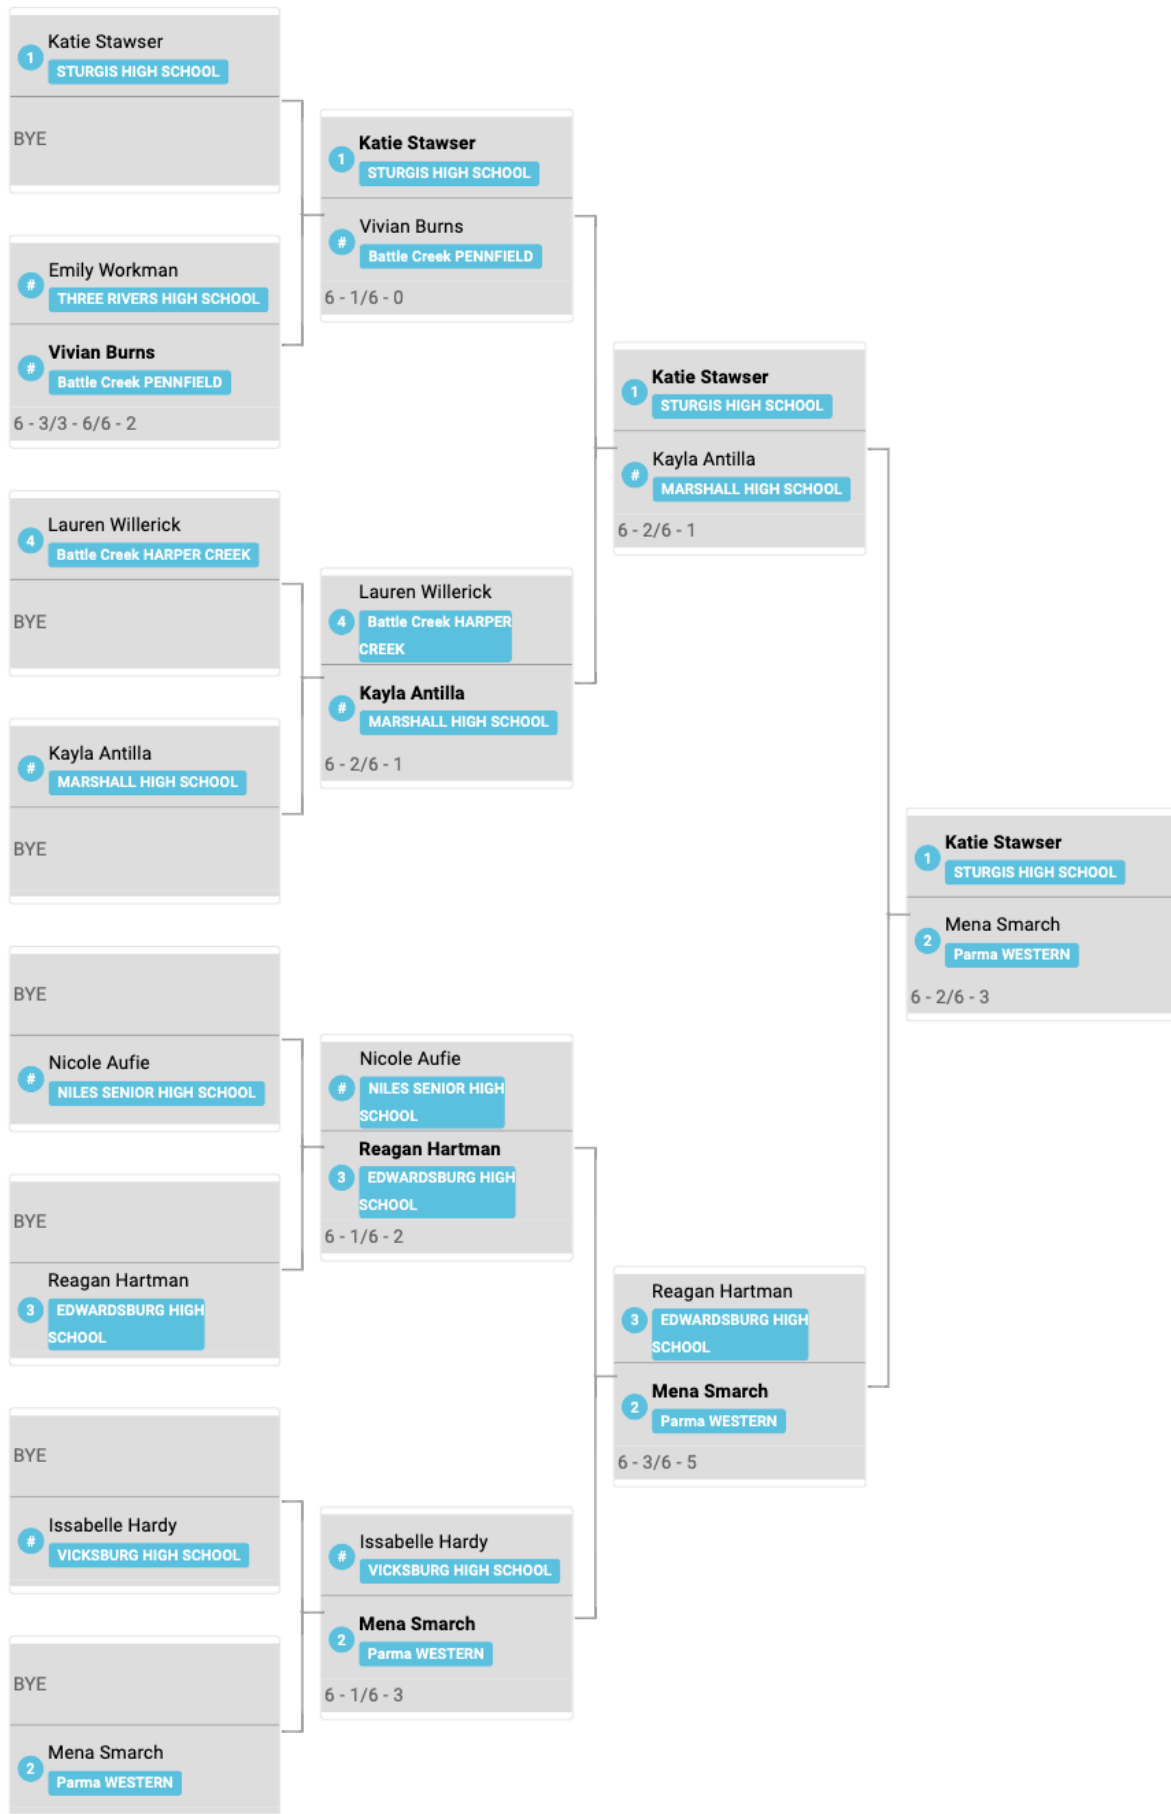 1
Katie Stawser
STURGIS HIGH SCHOOL
BYE
#
Emily Workman
THREE RIVERS HIGH SCHOOL
#
Vivian Burns
Battle Creek PENNFIELD
6 - 3/3 - 6/6 - 2
4
Lauren Willerick
Battle Creek HARPER CREEK
BYE
#
Kayla Antilla
MARSHALL HIGH SCHOOL
BYE
BYE
#
Nicole Aufie
NILES SENIOR HIGH SCHOOL
BYE
3
Reagan Hartman
EDWARDSBURG HIGH
SCHOOL
BYE
#
Issabelle Hardy
VICKSBURG HIGH SCHOOL
BYE
2
Mena Smarch
Parma WESTERN
1
Katie Stawser
STURGIS HIGH SCHOOL
#
Vivian Burns
Battle Creek PENNFIELD
6 - 1/6 - 0
4
Lauren Willerick
Battle Creek HARPER
CREEK
#
Kayla Antilla
MARSHALL HIGH SCHOOL
6 - 2/6 - 1
#
Nicole Aufie
NILES SENIOR HIGH
SCHOOL
3
Reagan Hartman
EDWARDSBURG HIGH
SCHOOL
6 - 1/6 - 2
#
Issabelle Hardy
VICKSBURG HIGH SCHOOL
2
Mena Smarch
Parma WESTERN
6 - 1/6 - 3
1
Katie Stawser
STURGIS HIGH SCHOOL
#
Kayla Antilla
MARSHALL HIGH SCHOOL
6 - 2/6 - 1
3
Reagan Hartman
EDWARDSBURG HIGH
SCHOOL
2
Mena Smarch
Parma WESTERN
6 - 3/6 - 5
1
Katie Stawser
STURGIS HIGH SCHOOL
2
Mena Smarch
Parma WESTERN
6 - 2/6 - 3